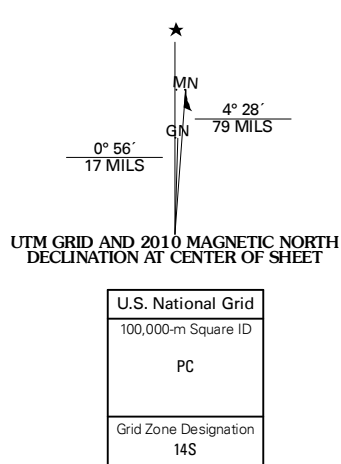 MN
4° 28´
79 MILS
GN
0° 56´
17 MILS
UTM GRID AND 2010 MAGNETIC NORTH
DECLINATION AT CENTER OF SHEET
U.S. National Grid
100,000-m Square ID
PC
Grid Zone Designation
14S